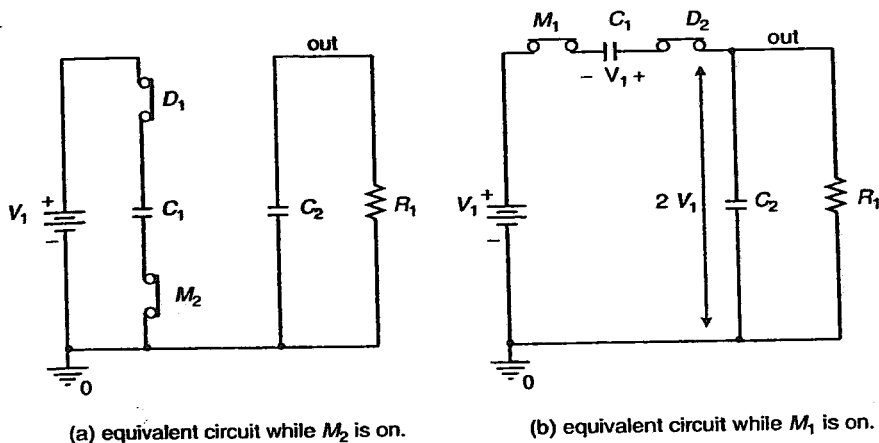 out
D₁
V₁ + −
C₁
C₂
R₁
M₂
0
(a) equivalent circuit while M₂ is on.
M₁ C₁ D₂
out
− V₁ +
V₁ + −
2 V₁
C₂
R₁
0
(b) equivalent circuit while M₁ is on.